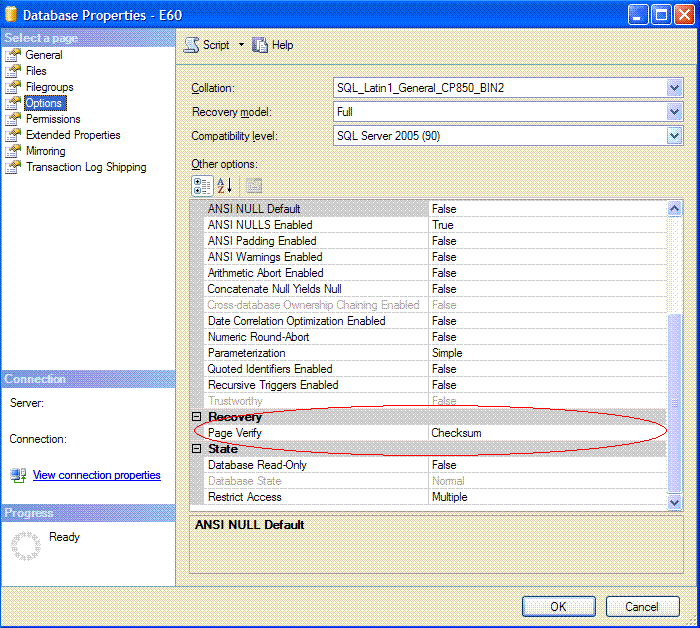 Database Properties - E60
Select a page
General
Files
Filegroups
Options
Permissions
Extended Properties
Mirroring
Transaction Log Shipping
Connection
Server:
Connection:
View connection properties
Progress
Ready
Script Help
Collation: SQL_Latin1_General_CP850_BIN2
Recovery model: Full
Compatibility level: SQL Server 2005 (90)
Other options:
ANSI NULL Default False
ANSI NULLS Enabled True
ANSI Padding Enabled False
ANSI Warnings Enabled False
Arithmetic Abort Enabled False
Concatenate Null Yields Null False
Cross-database Ownership Chaining Enabled False
Date Correlation Optimization Enabled False
Numeric Round-Abort False
Parameterization Simple
Quoted Identifiers Enabled False
Recursive Triggers Enabled False
Trustworthy False
Recovery
Page Verify Checksum
State
Database Read-Only False
Database State Normal
Restrict Access Multiple
ANSI NULL Default
OK Cancel